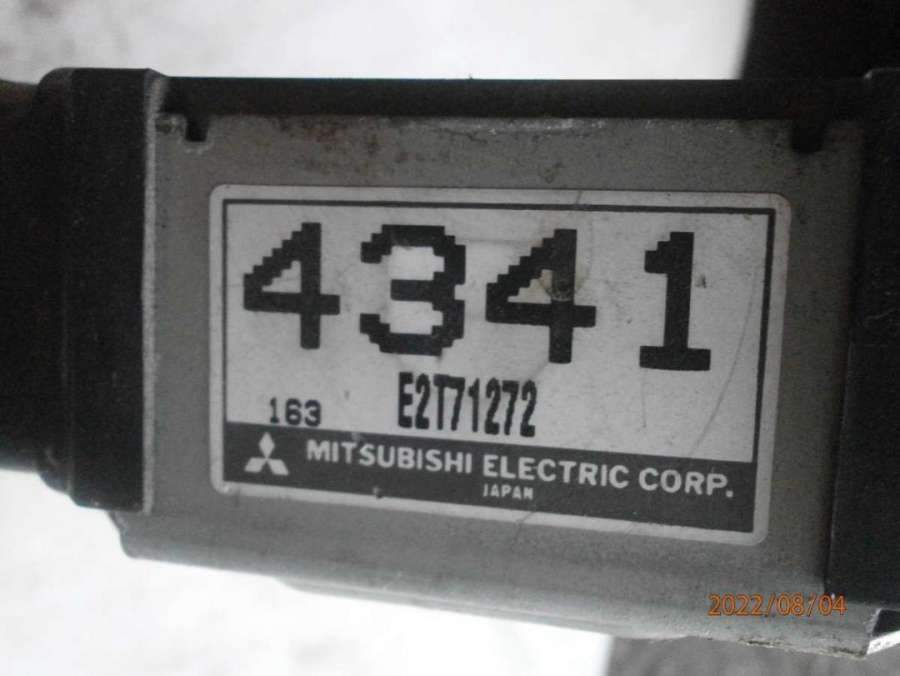 4341
163 E2T71272
MITSUBISHI ELECTRIC CORP.
JAPAN
2022/08/04